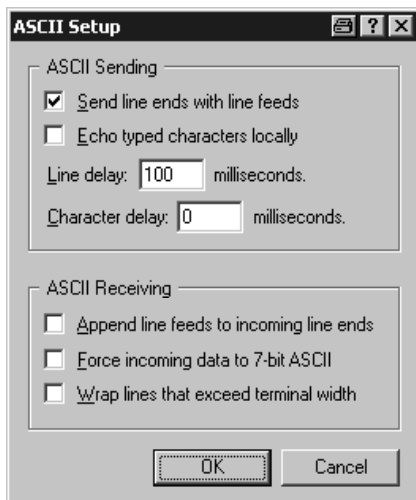 ASCII Setup
ASCII Sending
Send line ends with line feeds
Echo typed characters locally
Line delay: 100 milliseconds.
Character delay: 0 milliseconds.
ASCII Receiving
Append line feeds to incoming line ends
Force incoming data to 7-bit ASCII
Wrap lines that exceed terminal width
OK Cancel